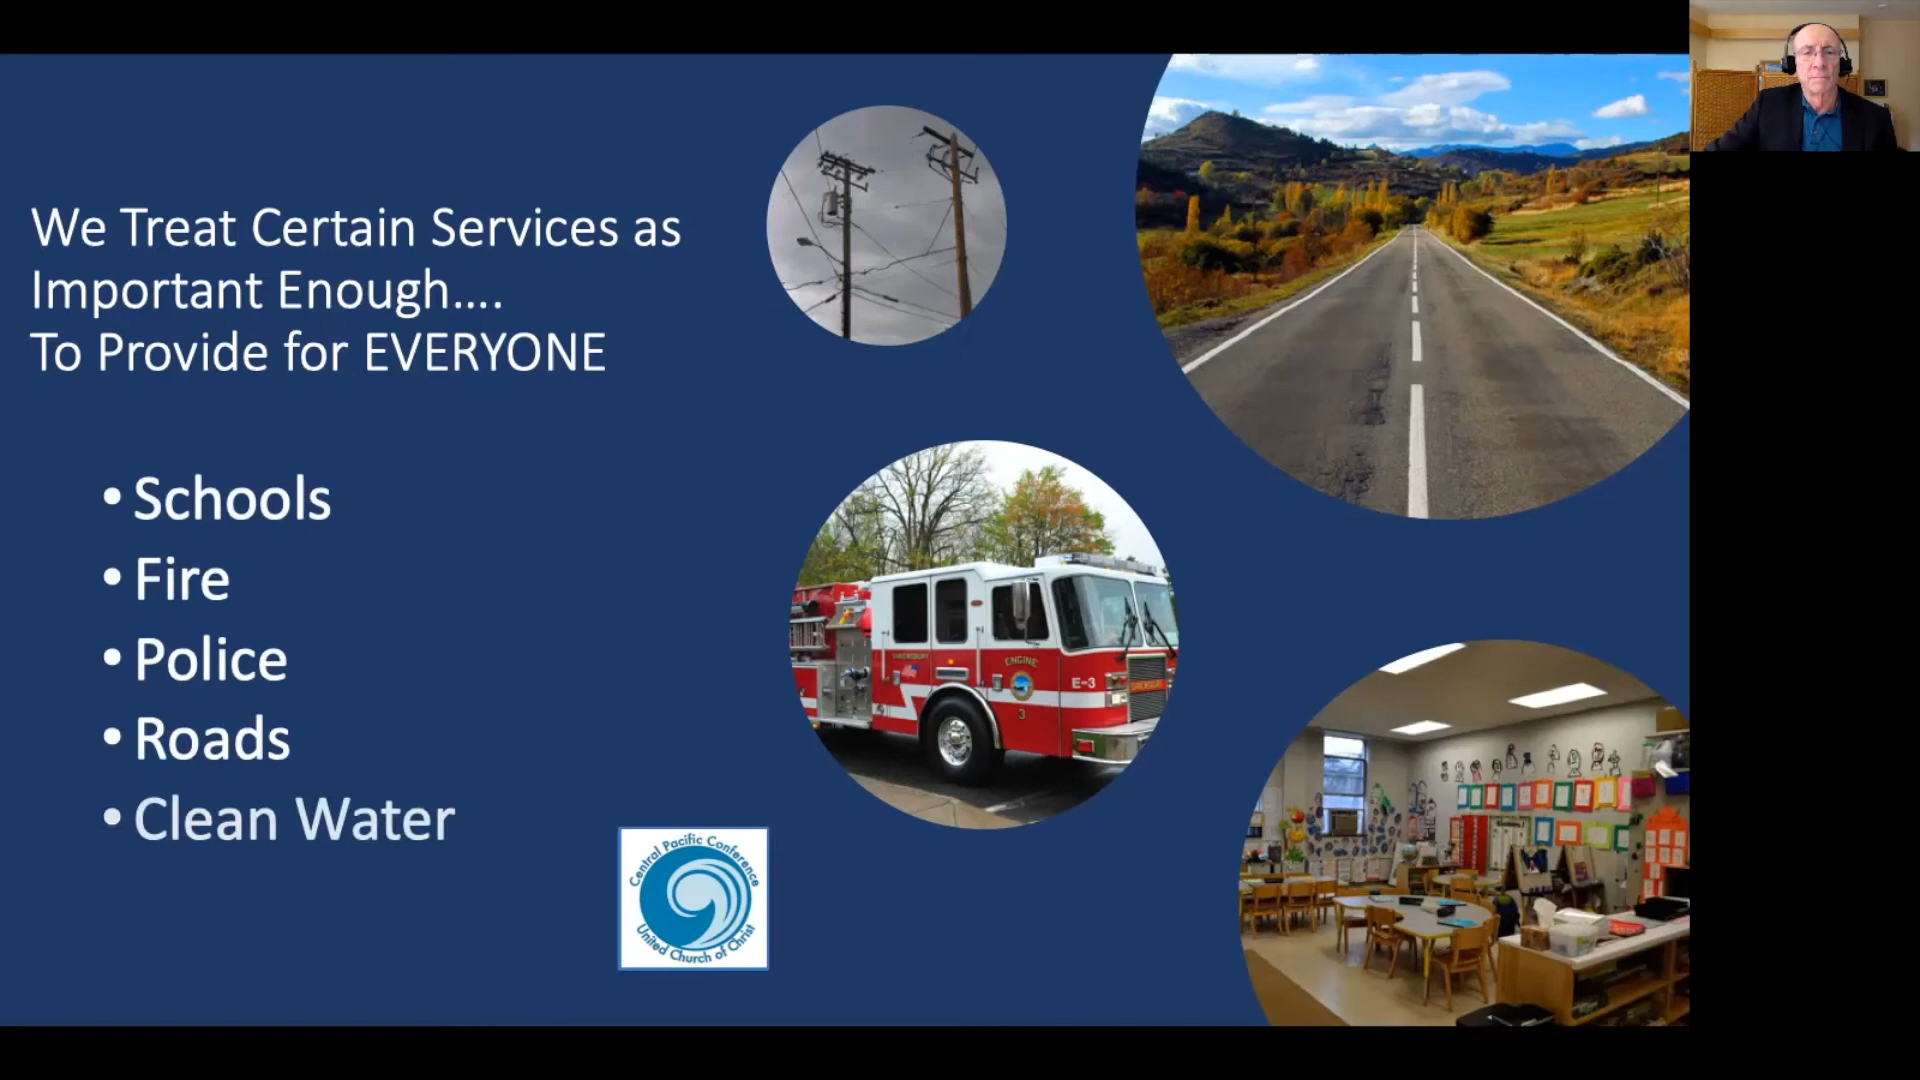 We Treat Certain Services as
Important Enough....
To Provide for EVERYONE
• Schools
• Fire
• Police
• Roads
• Clean Water
Central Pacific Conference
United Church of Christ
ENGINE
3
E-3